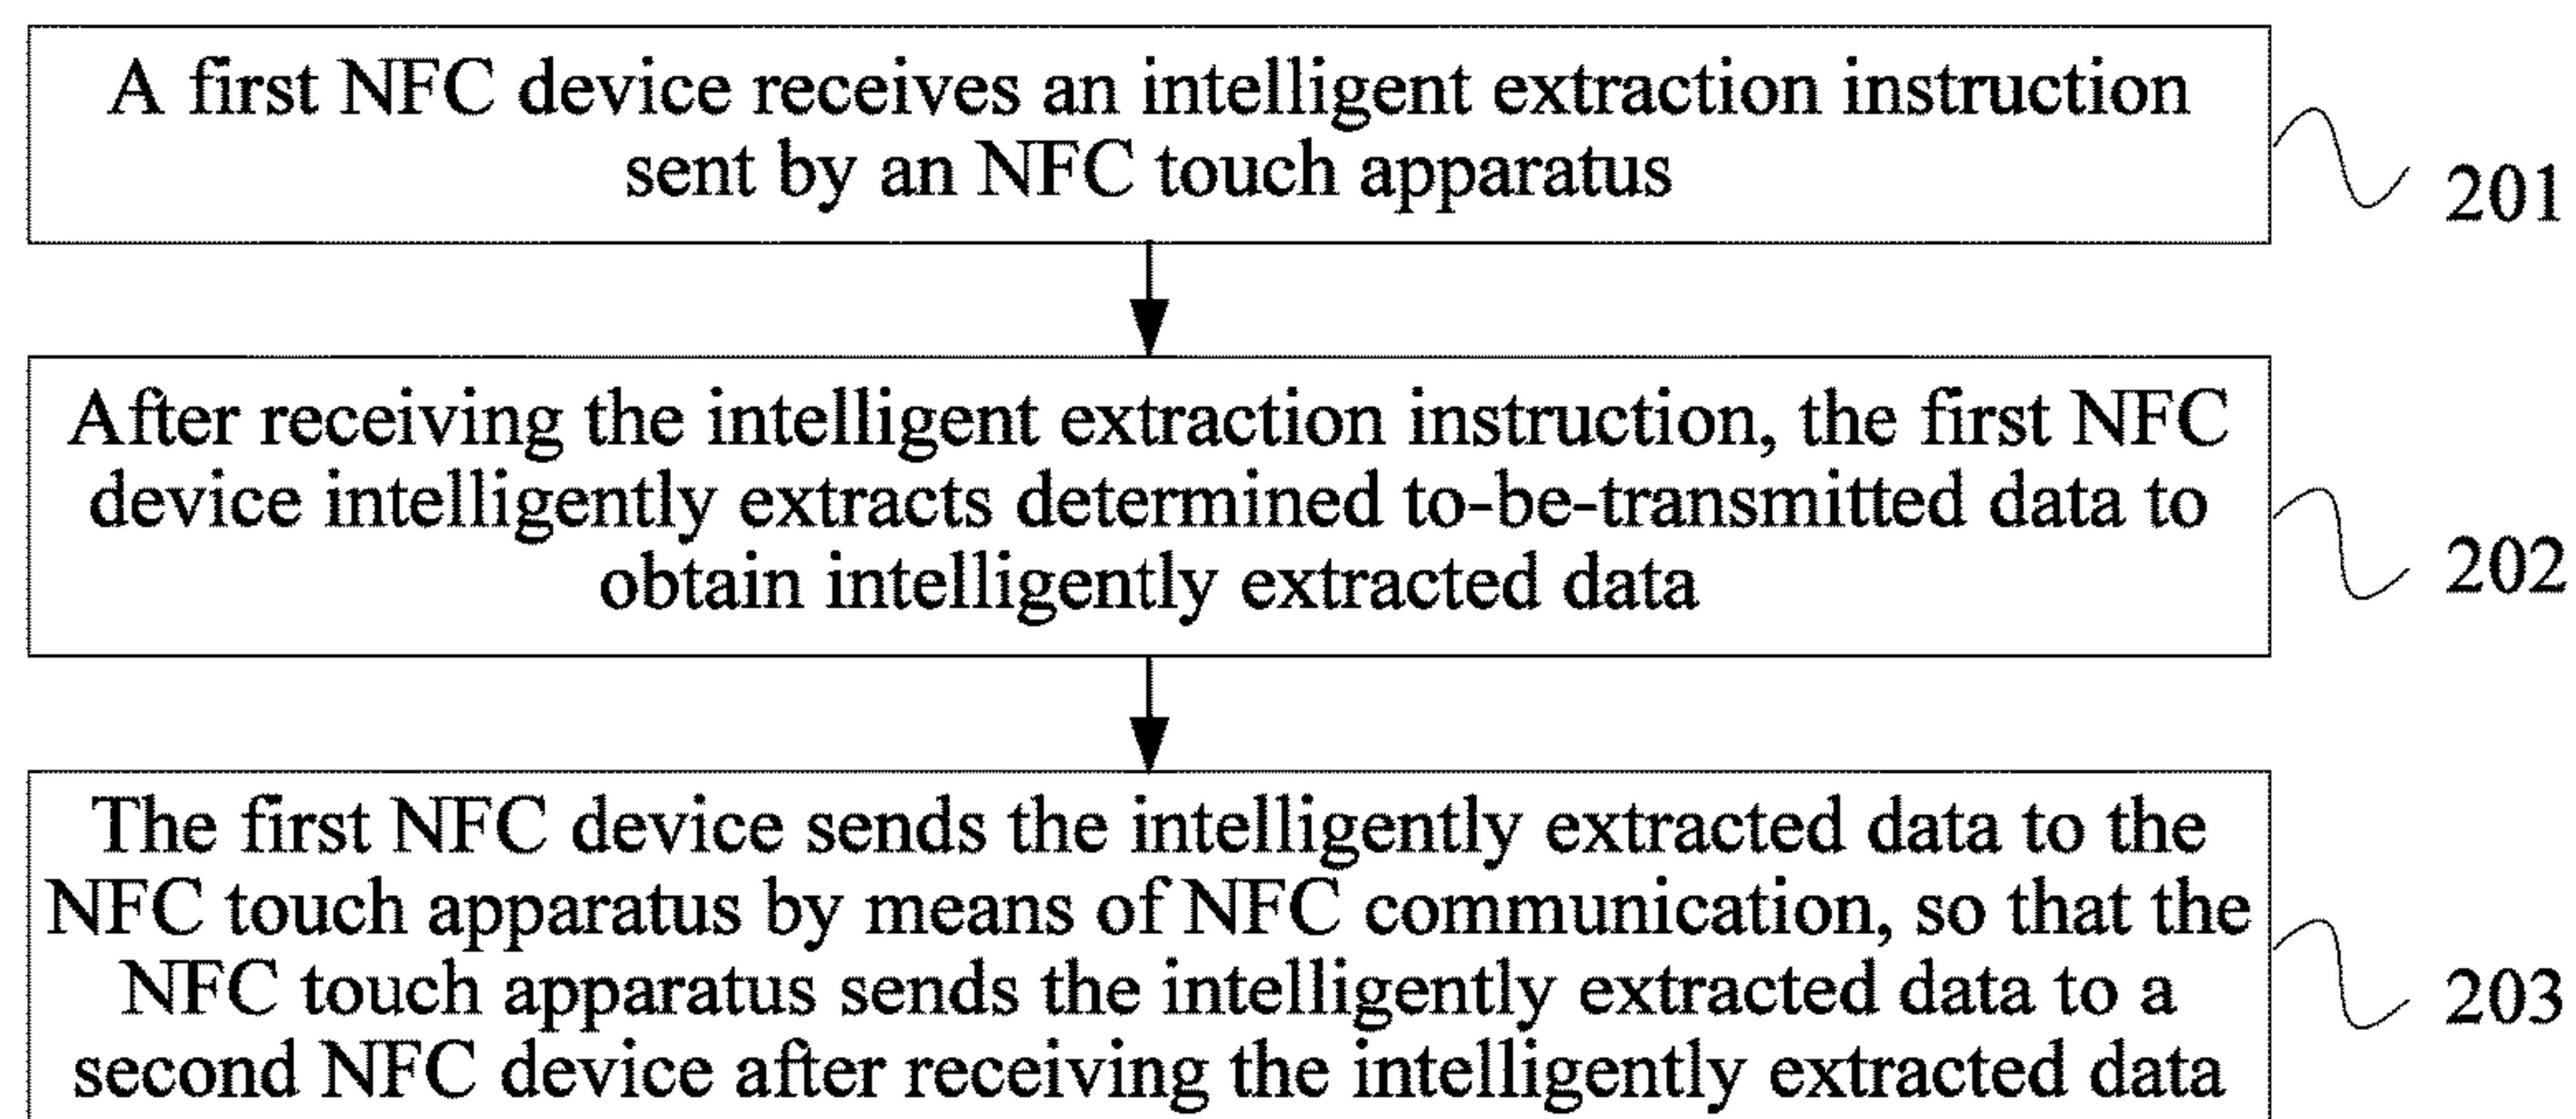 A first NFC device receives an intelligent extraction instruction
sent by an NFC touch apparatus
201
After receiving the intelligent extraction instruction, the first NFC
device intelligently extracts determined to-be-transmitted data to
obtain intelligently extracted data
202
The first NFC device sends the intelligently extracted data to the
NFC touch apparatus by means of NFC communication, so that the
NFC touch apparatus sends the intelligently extracted data to a
second NFC device after receiving the intelligently extracted data
203